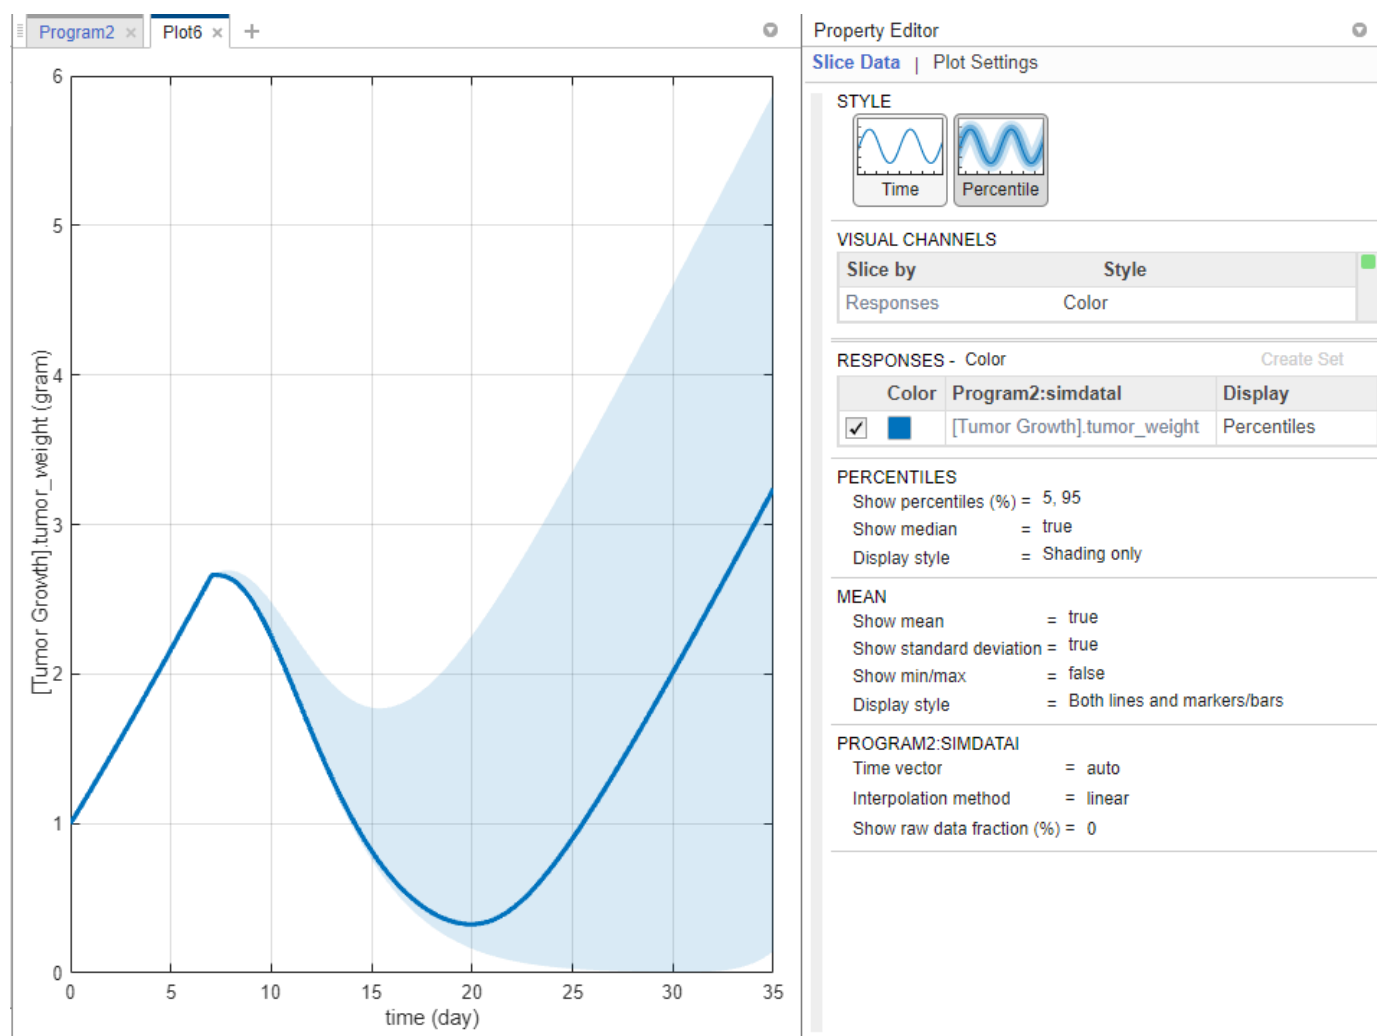 Program2 × Plot6 × +
6
5
4
3
2
1
0
0 5 10 15 20 25 30 35
time (day)
[Tumor Growth].tumor_weight (gram)
Property Editor
Slice Data | Plot Settings
STYLE
Time Percentile
VISUAL CHANNELS
Slice by Style
Responses Color
RESPONSES - Color Create Set
Color Program2:simdatal Display
[Tumor Growth].tumor_weight Percentiles
PERCENTILES
Show percentiles (%) = 5, 95
Show median = true
Display style = Shading only
MEAN
Show mean = true
Show standard deviation = true
Show min/max = false
Display style = Both lines and markers/bars
PROGRAM2:SIMDATAI
Time vector = auto
Interpolation method = linear
Show raw data fraction (%) = 0